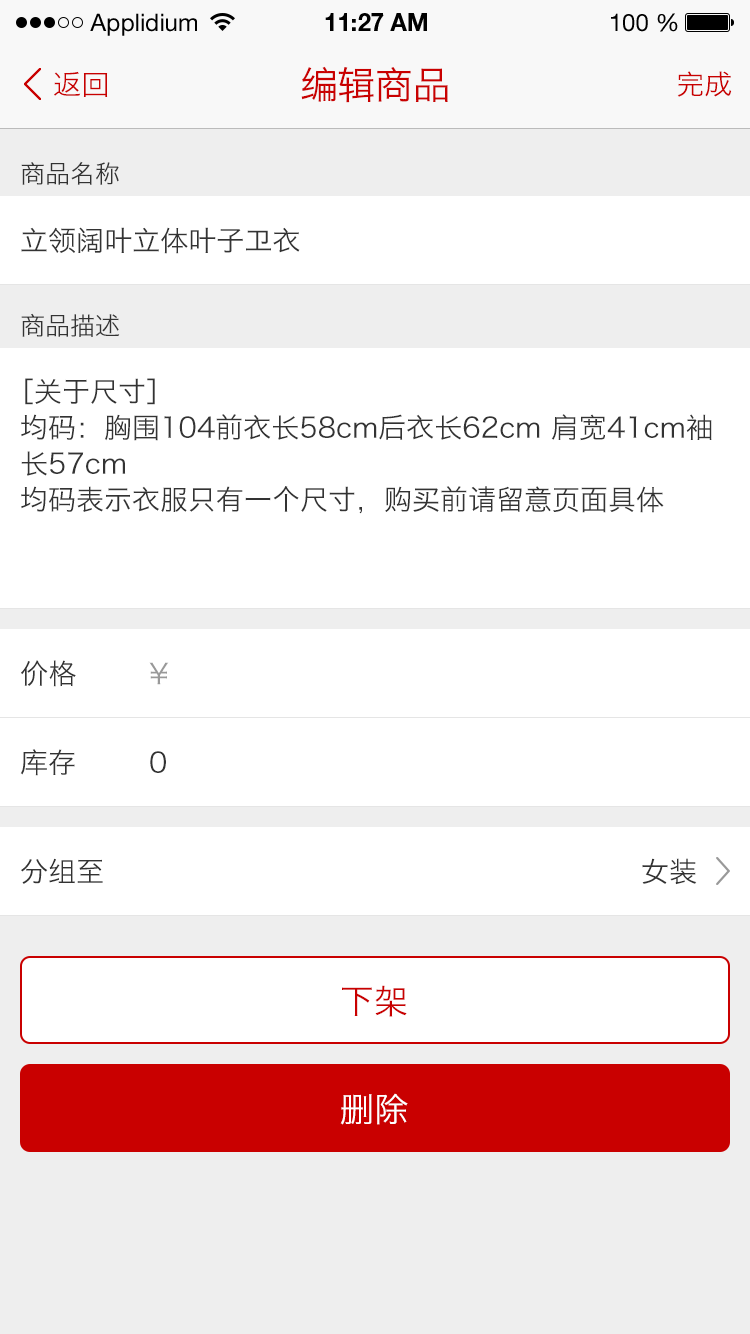 Applidium 11:27 AM 100 %
返回 编辑商品 完成
商品名称
立领阔叶立体叶子卫衣
商品描述
[关于尺寸]
均码：胸围104前衣长58cm后衣长62cm 肩宽41cm袖
长57cm
均码表示衣服只有一个尺寸，购买前请留意页面具体
价格 ¥
库存 0
分组至 女装
下架
删除